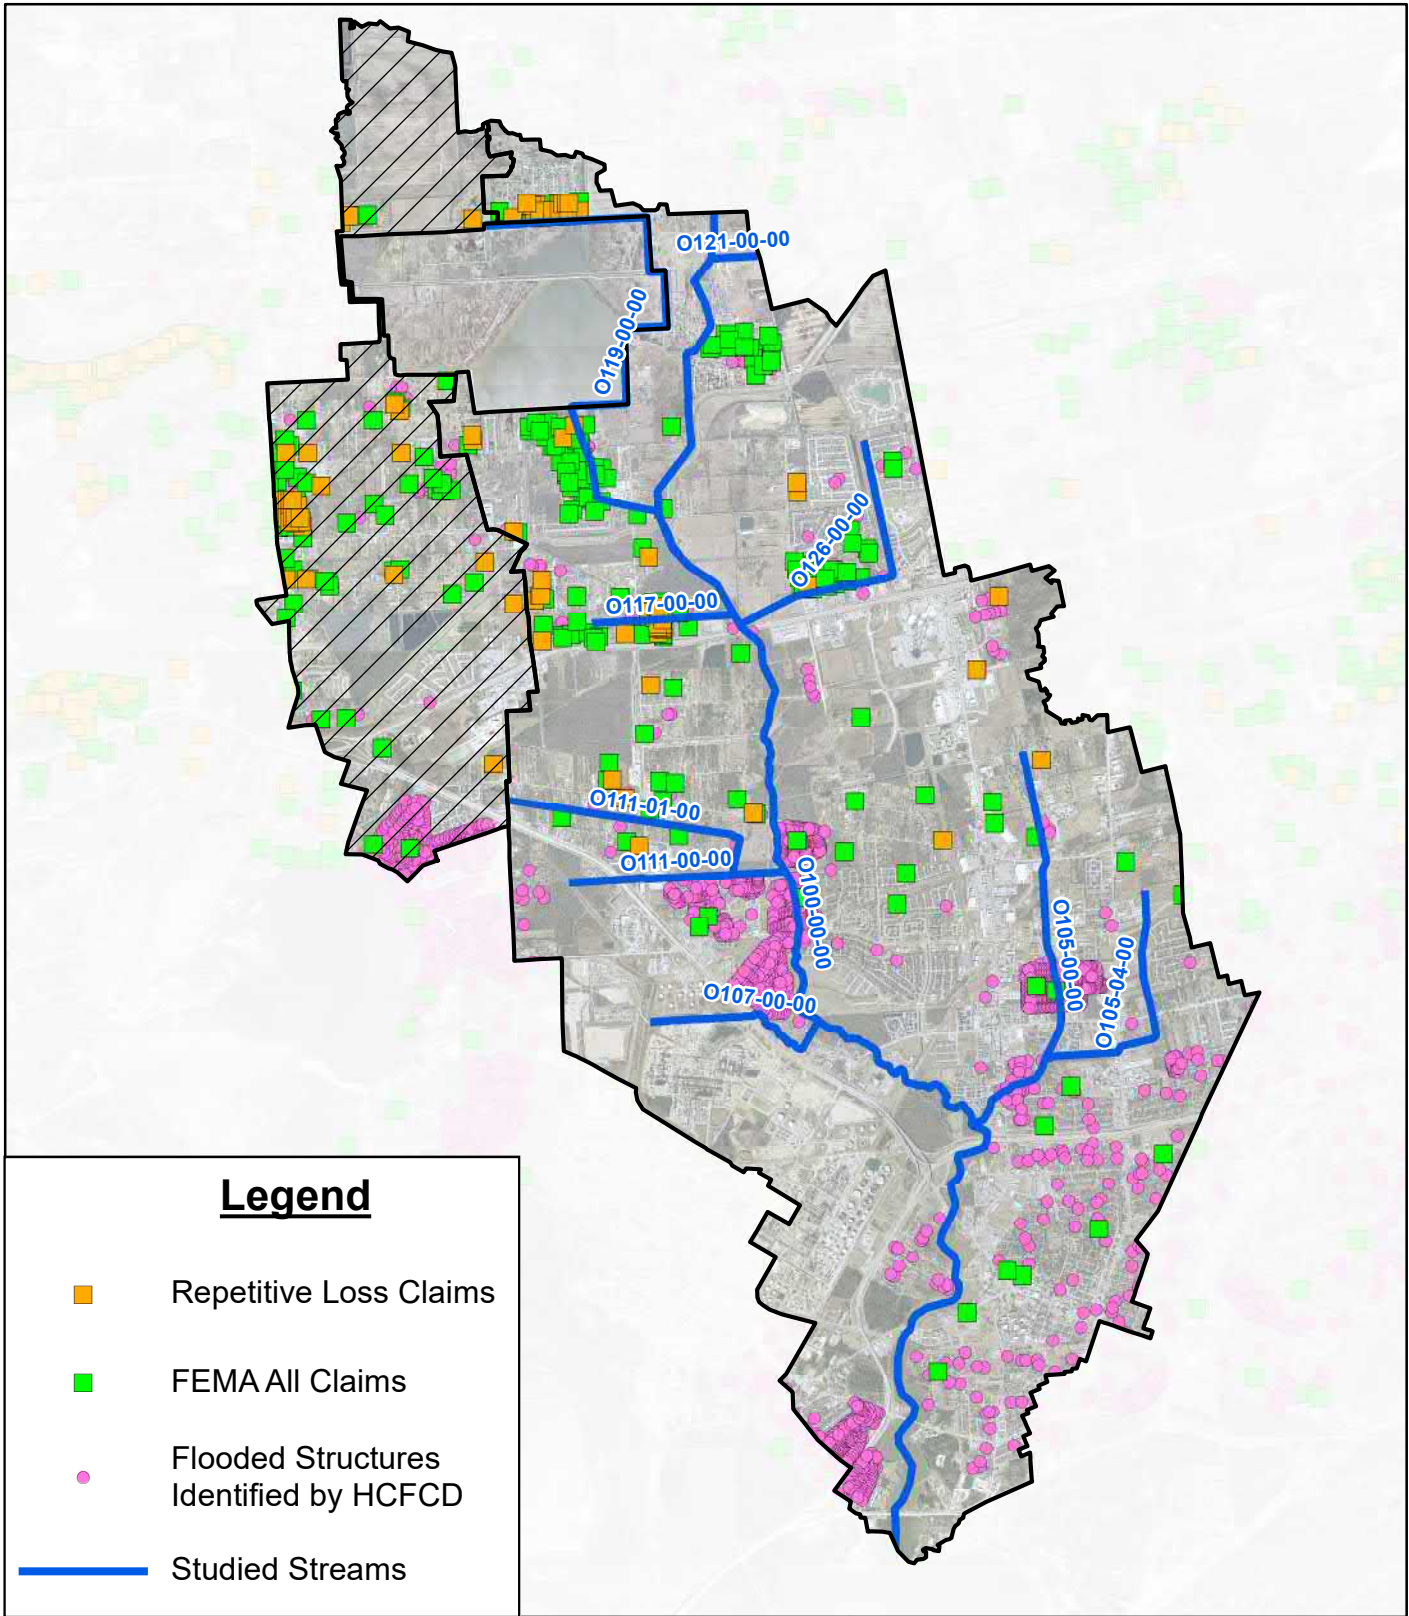 O121-00-00
O119-00-00
O126-00-00
O117-00-00
O111-01-00
O111-00-00
O100-00-00
O105-00-00
O105-04-00
O107-00-00
Legend
Repetitive Loss Claims
FEMA All Claims
Flooded Structures
Identified by HCFCD
Studied Streams